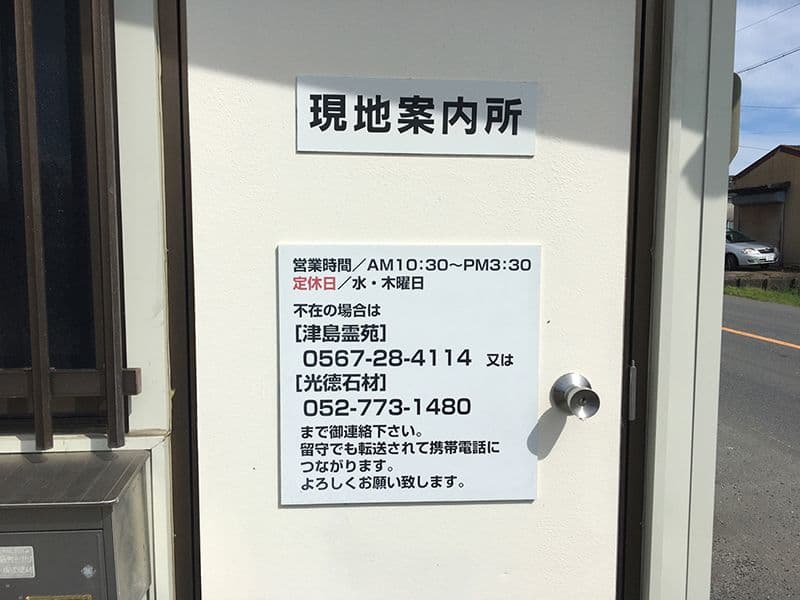 現地案内所
営業時間／AM10:30～PM3:30
定休日／水・木曜日
不在の場合は
[津島霊苑]
0567-28-4114 又は
[光徳石材]
052-773-1480
まで御連絡下さい。
留守でも転送されて携帯電話に
つながります。
よろしくお願い致します。